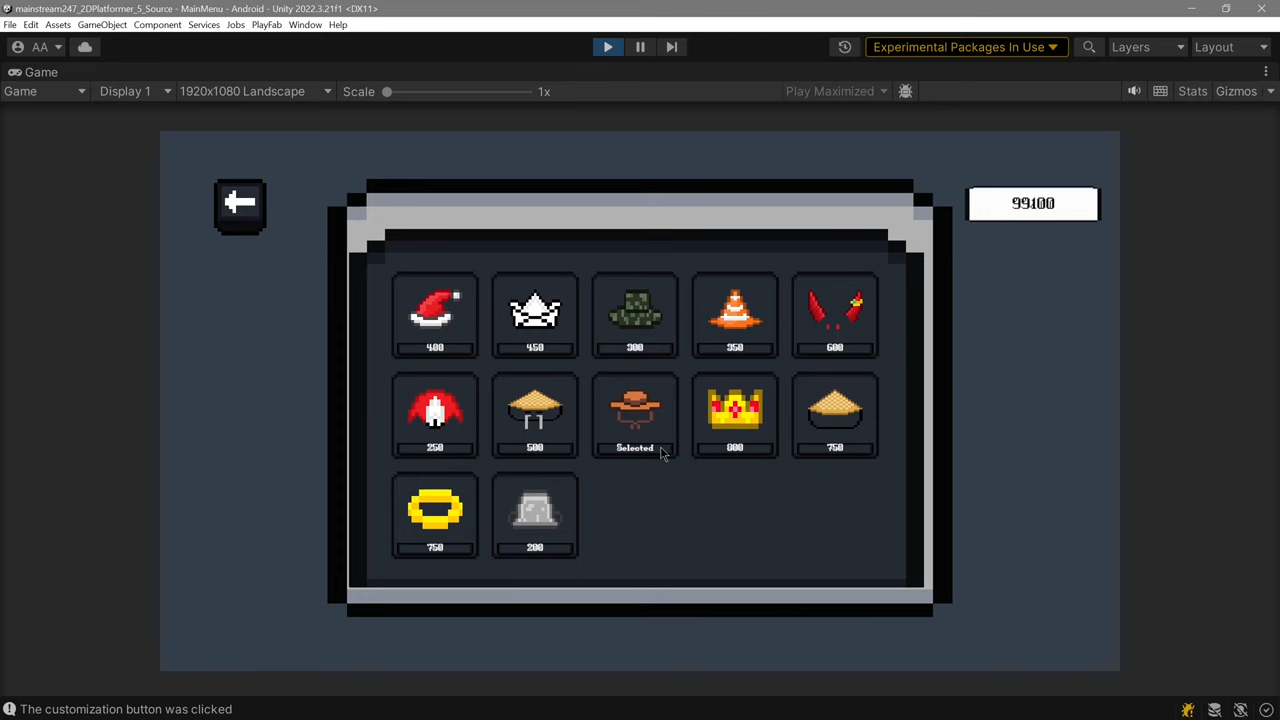 mainstream247_2DPlatformer_5_Source - MainMenu - Android - Unity 2022.3.21f1 <DX11>
File Edit Assets GameObject Component Services Jobs PlayFab Window Help
AA Experimental Packages In Use Layers Layout
Game
Game Display 1 1920x1080 Landscape Scale 1x Play Maximized Stats Gizmos
400 450 300 350 600
250 500 Selected 800 750
750 200
The customization button was clicked